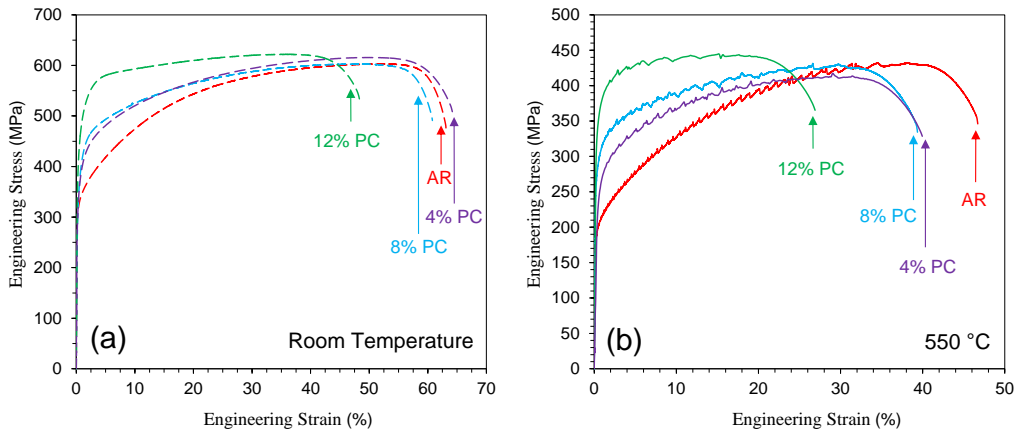 700
600
500
400
300
200
100
0
Engineering Stress (MPa)
12% PC
AR
4% PC
8% PC
(a)
Room Temperature
0 10 20 30 40 50 60 70
Engineering Strain (%)
500
450
400
350
300
250
200
150
100
50
0
Engineering Stress (MPa)
12% PC
8% PC
AR
4% PC
(b)
550 °C
0 10 20 30 40 50
Engineering Strain (%)